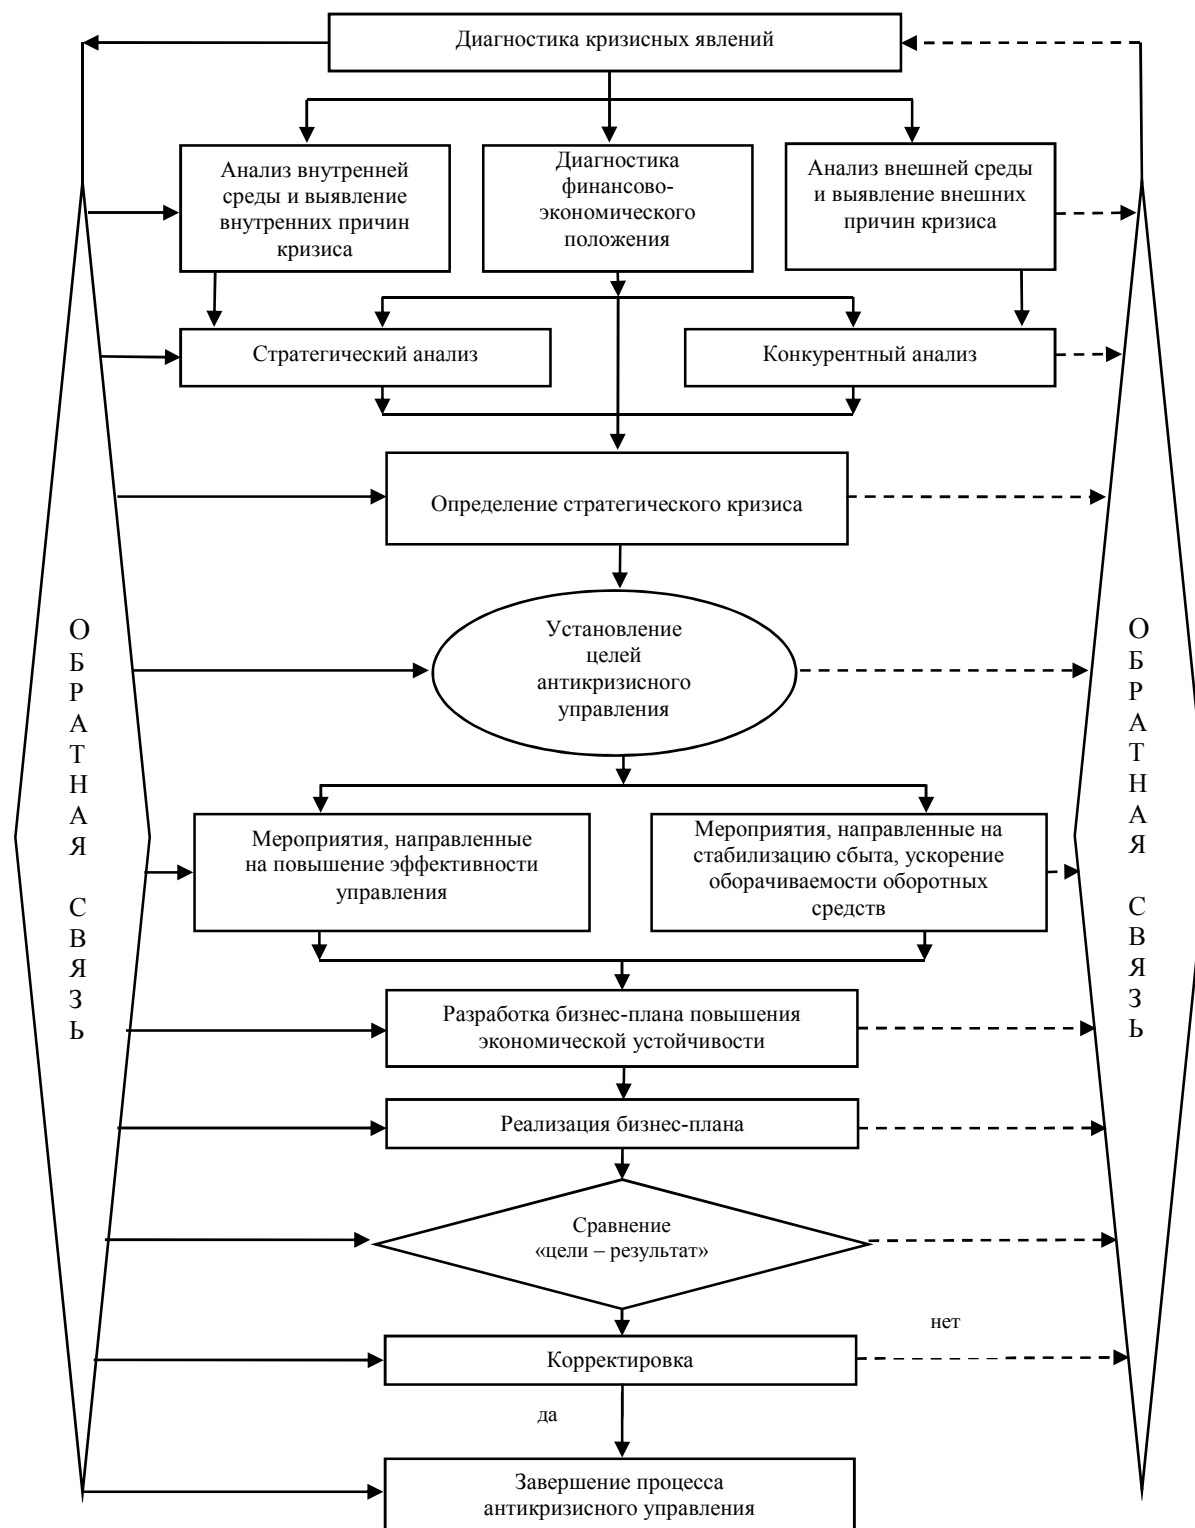 Диагностика кризисных явлений
Анализ внутренней
среды и выявление
внутренних причин
кризиса
Диагностика
финансово-
экономического
положения
Анализ внешней среды
и выявление внешних
причин кризиса
Стратегический анализ
Конкурентный анализ
Определение стратегического кризиса
Установление
целей
антикризисного
управления
Мероприятия, направленные
на повышение эффективности
управления
Мероприятия, направленные на
стабилизацию сбыта, ускорение
оборачиваемости оборотных
средств
Разработка бизнес-плана повышения
экономической устойчивости
Реализация бизнес-плана
Сравнение
«цели – результат»
нет
Корректировка
да
Завершение процесса
антикризисного управления
О
Б
Р
А
Т
Н
А
Я
С
В
Я
З
Ь
О
Б
Р
А
Т
Н
А
Я
С
В
Я
З
Ь